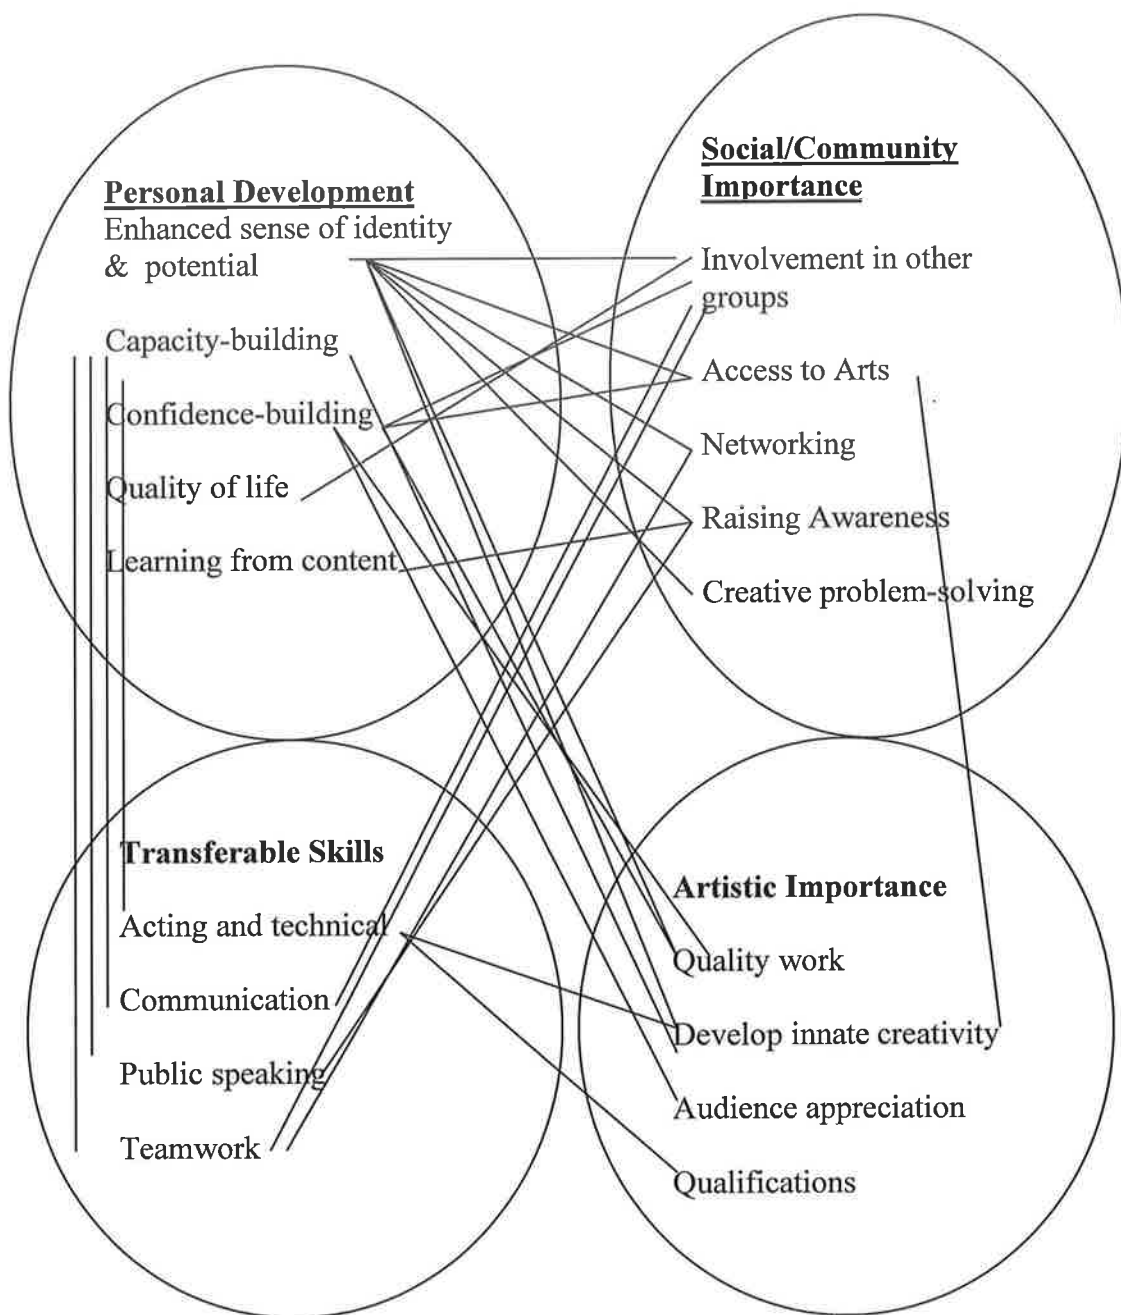 Personal Development
Enhanced sense of identity
& potential
Capacity-building
Confidence-building
Quality of life
Learning from content
Social/Community
Importance
Involvement in other
groups
Access to Arts
Networking
Raising Awareness
Creative problem-solving
Transferable Skills
Acting and technical
Communication
Public speaking
Teamwork
Artistic Importance
Quality work
Develop innate creativity
Audience appreciation
Qualifications